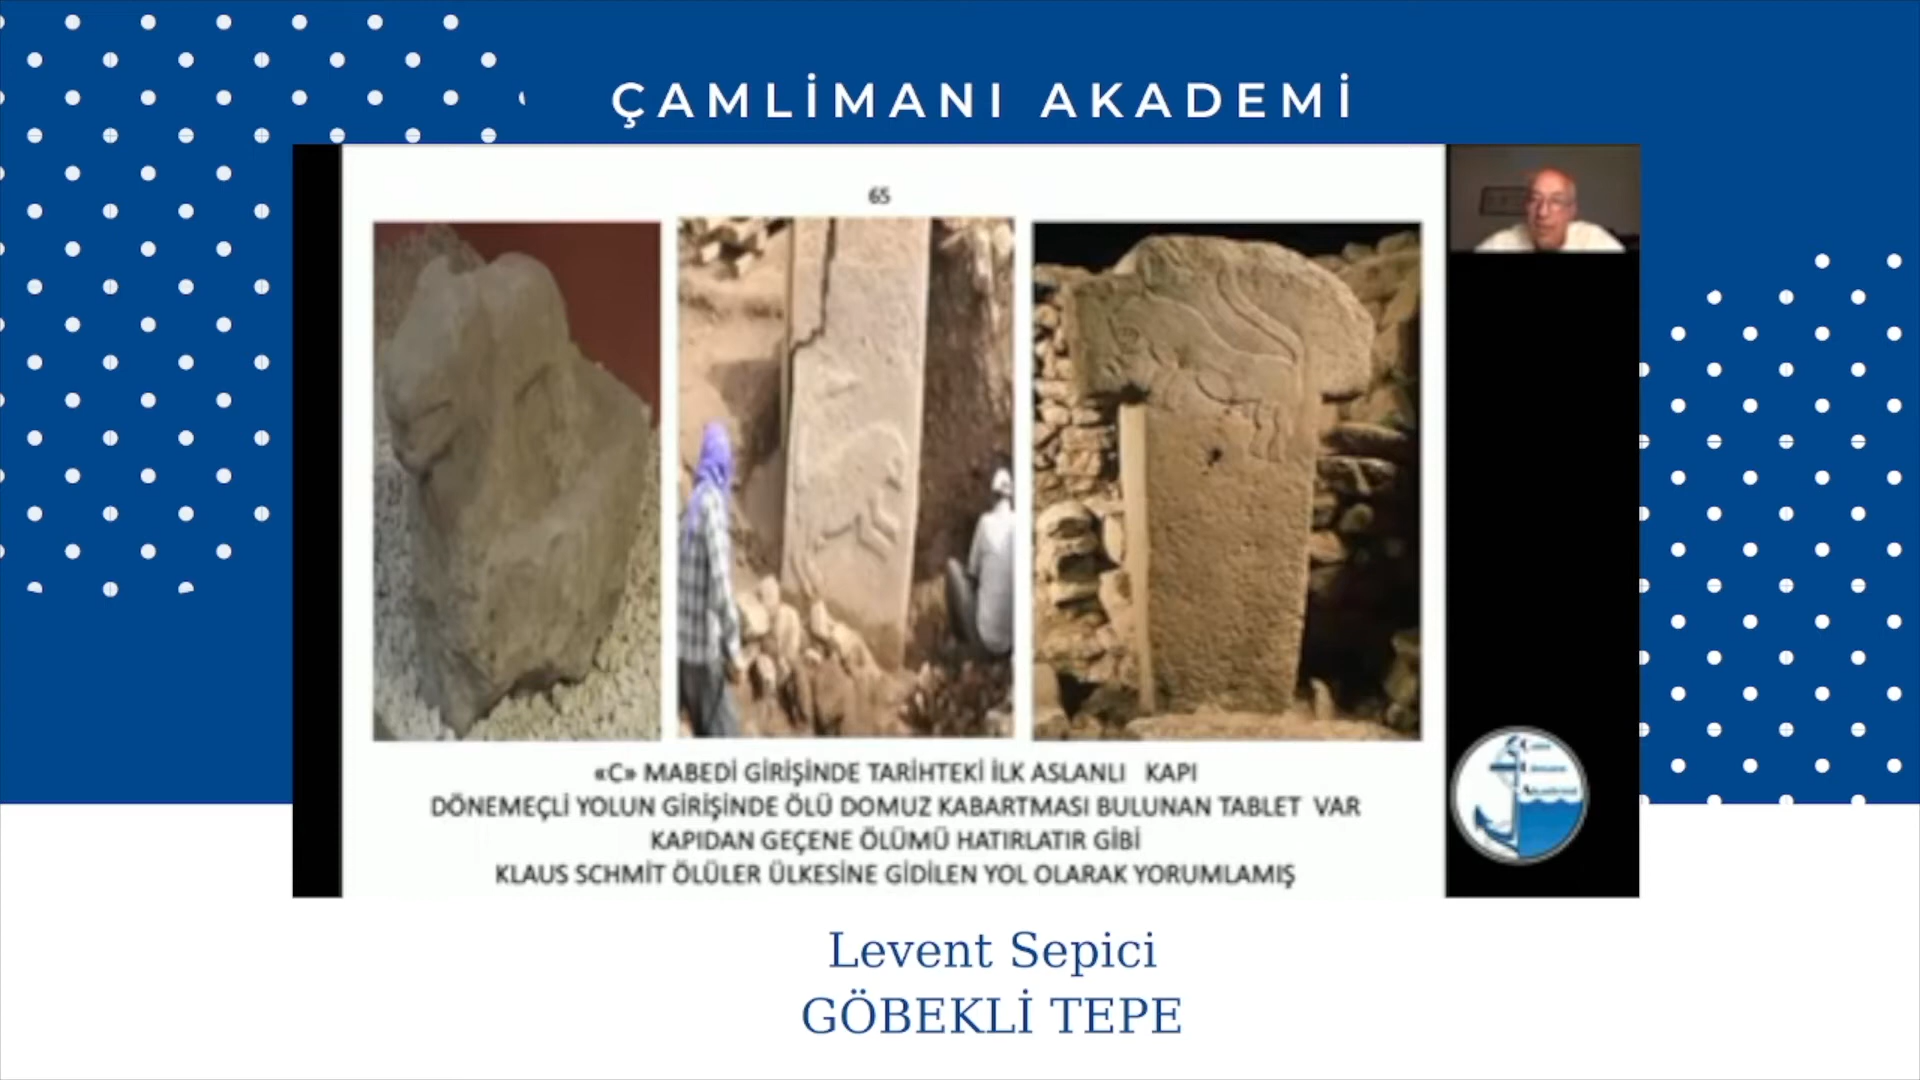 ÇAMLİMANI AKADEMİ
65
«C» MABEDİ GİRİŞİNDE TARİHTEKİ İLK ASLANLI KAPI
DÖNEMEÇLİ YOLUN GİRİŞİNDE ÖLÜ DOMUZ KABARTMASI BULUNAN TABLET VAR
KAPIDAN GEÇENE ÖLÜMÜ HATIRLATIR GİBİ
KLAUS SCHMİT ÖLÜLER ÜLKESİNE GİDİLEN YOL OLARAK YORUMLAMIŞ
Levent Sepici
GÖBEKLİ TEPE